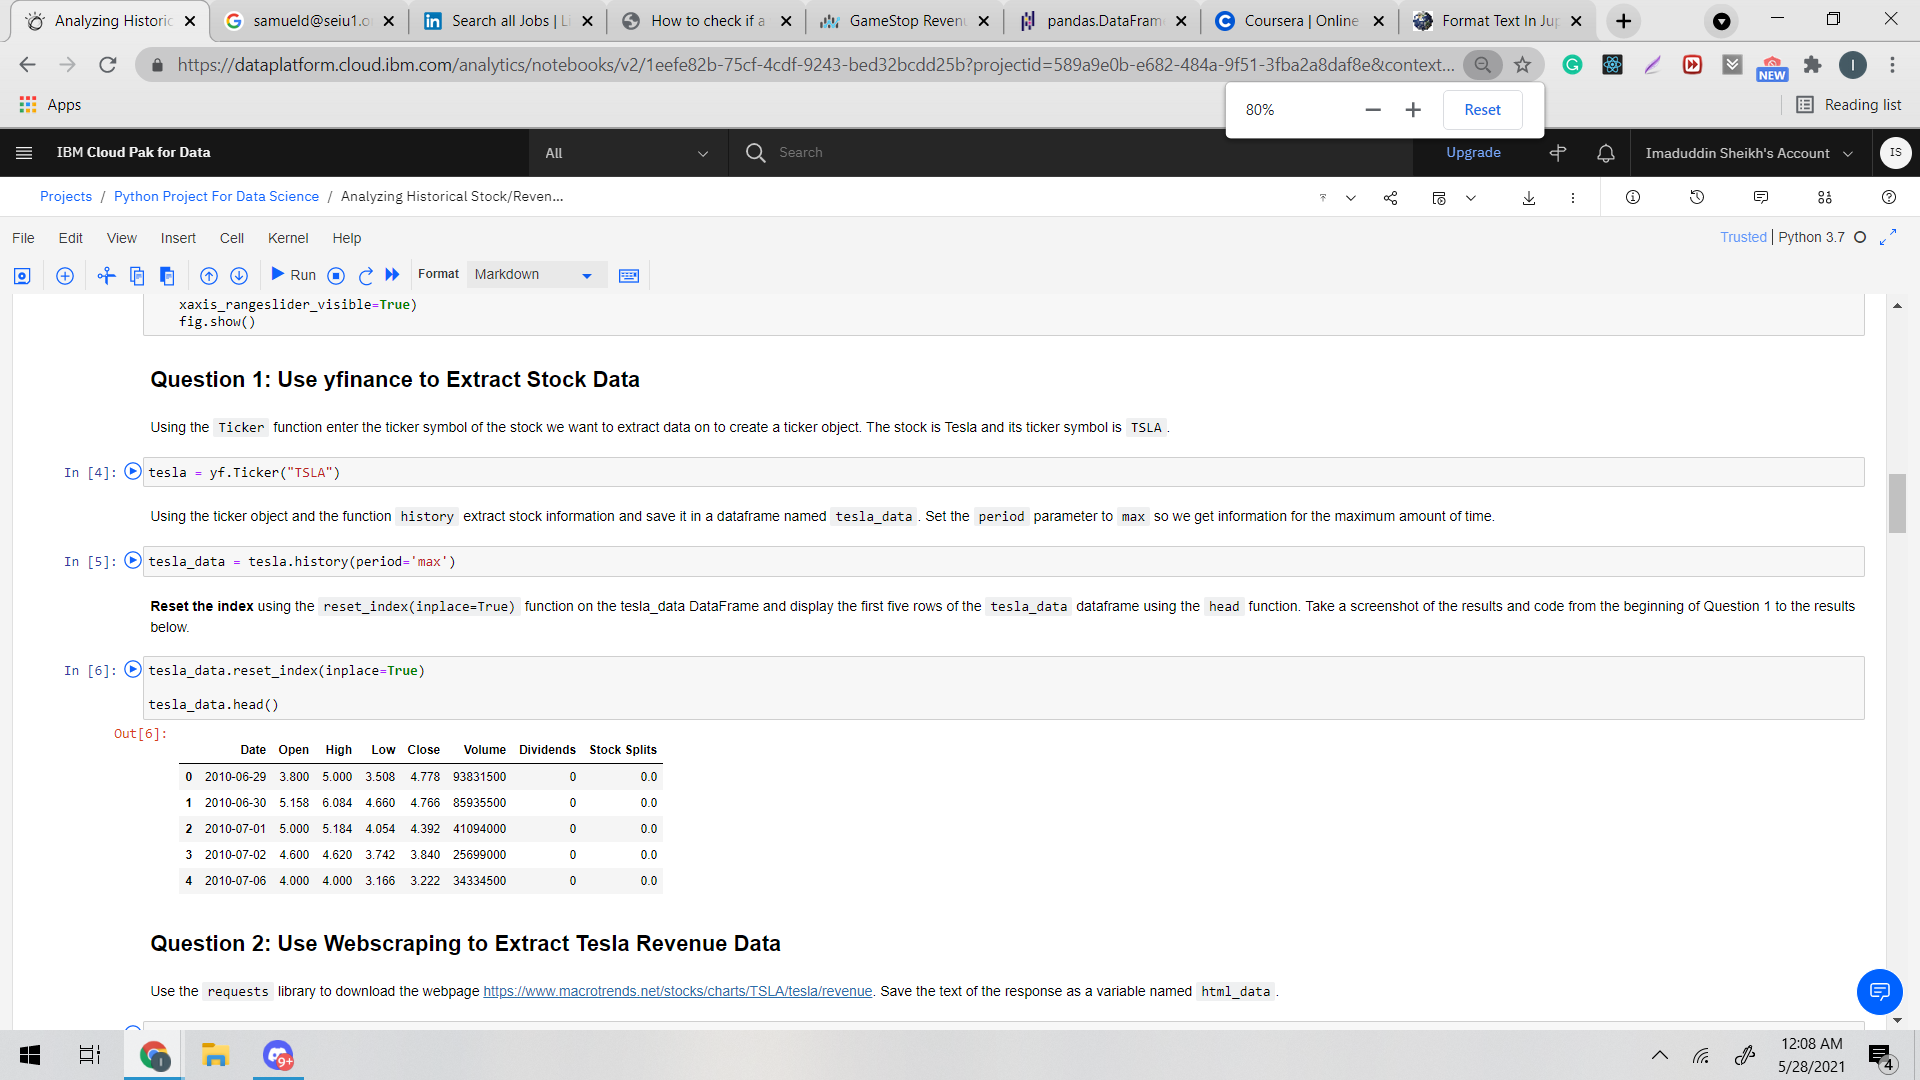 Analyzing Historic
samueld@seiu1.o
Search all Jobs | Li
How to check if a
GameStop Revenu
pandas.DataFram
Coursera | Online
Format Text In Jup
https://dataplatform.cloud.ibm.com/analytics/notebooks/v2/1eefe82b-75cf-4cdf-9243-bed32bcdd25b?projectid=589a9e0b-e682-484a-9f51-3fba2a8daf8e&context...
NEW
I
Apps
Reading list
80%
Reset
IBM Cloud Pak for Data
All
Search
Upgrade
Imaduddin Sheikh's Account
IS
Projects / Python Project For Data Science / Analyzing Historical Stock/Reven...
File Edit View Insert Cell Kernel Help
Trusted | Python 3.7
Run
Format
Markdown
xaxis_rangeslider_visible=True)
fig.show()
Question 1: Use yfinance to Extract Stock Data
Using the Ticker function enter the ticker symbol of the stock we want to extract data on to create a ticker object. The stock is Tesla and its ticker symbol is TSLA .
In [4]: tesla = yf.Ticker("TSLA")
Using the ticker object and the function history extract stock information and save it in a dataframe named tesla_data . Set the period parameter to max so we get information for the maximum amount of time.
In [5]: tesla_data = tesla.history(period='max')
Reset the index using the reset_index(inplace=True) function on the tesla_data DataFrame and display the first five rows of the tesla_data dataframe using the head function. Take a screenshot of the results and code from the beginning of Question 1 to the results
below.
In [6]: tesla_data.reset_index(inplace=True)
tesla_data.head()
Out[6]:
Date Open High Low Close Volume Dividends Stock Splits
0 2010-06-29 3.800 5.000 3.508 4.778 93831500 0 0.0
1 2010-06-30 5.158 6.084 4.660 4.766 85935500 0 0.0
2 2010-07-01 5.000 5.184 4.054 4.392 41094000 0 0.0
3 2010-07-02 4.600 4.620 3.742 3.840 25699000 0 0.0
4 2010-07-06 4.000 4.000 3.166 3.222 34334500 0 0.0
Question 2: Use Webscraping to Extract Tesla Revenue Data
Use the requests library to download the webpage https://www.macrotrends.net/stocks/charts/TSLA/tesla/revenue. Save the text of the response as a variable named html_data .
9+
12:08 AM
5/28/2021
4